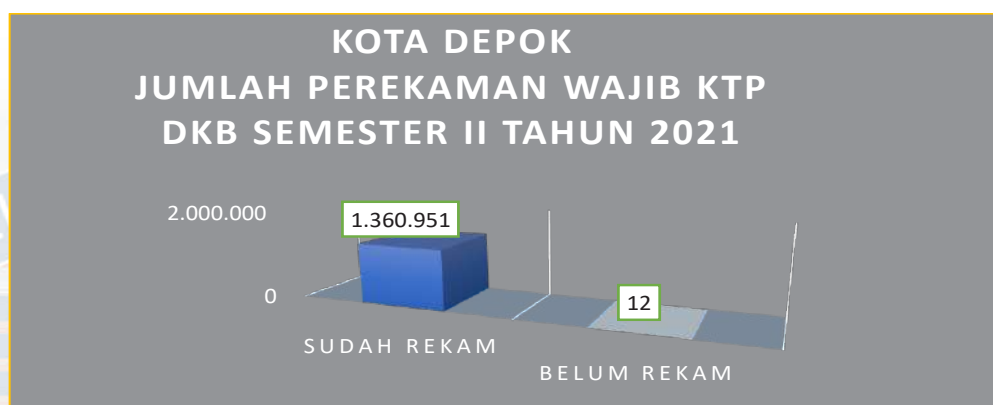 KOTA DEPOK
JUMLAH PEREKAMAN WAJIB KTP
DKB SEMESTER II TAHUN 2021
2.000.000
1.360.951
0
12
SUDAH REKAM
BELUM REKAM